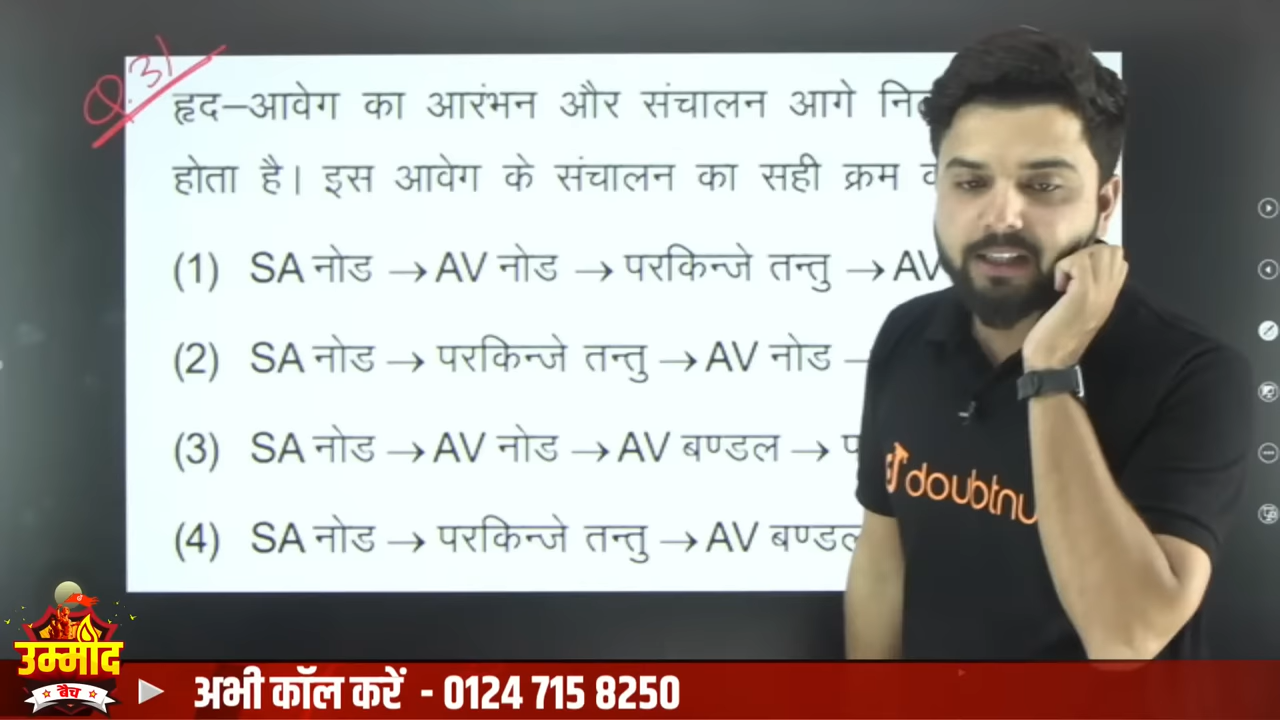 Q.31
हृद–आवेग का आरंभन और संचालन आगे
होता है। इस आवेग के संचालन का सही क्रम
(1) SA नोड → AV नोड → परकिन्जे तन्तु → AV
(2) SA नोड → परकिन्जे तन्तु → AV नोड →
(3) SA नोड → AV नोड → AV बण्डल →
(4) SA नोड → परकिन्जे तन्तु → AV बण्डल
doubtnu
उम्मीद
बैच
अभी कॉल करें - 0124 715 8250